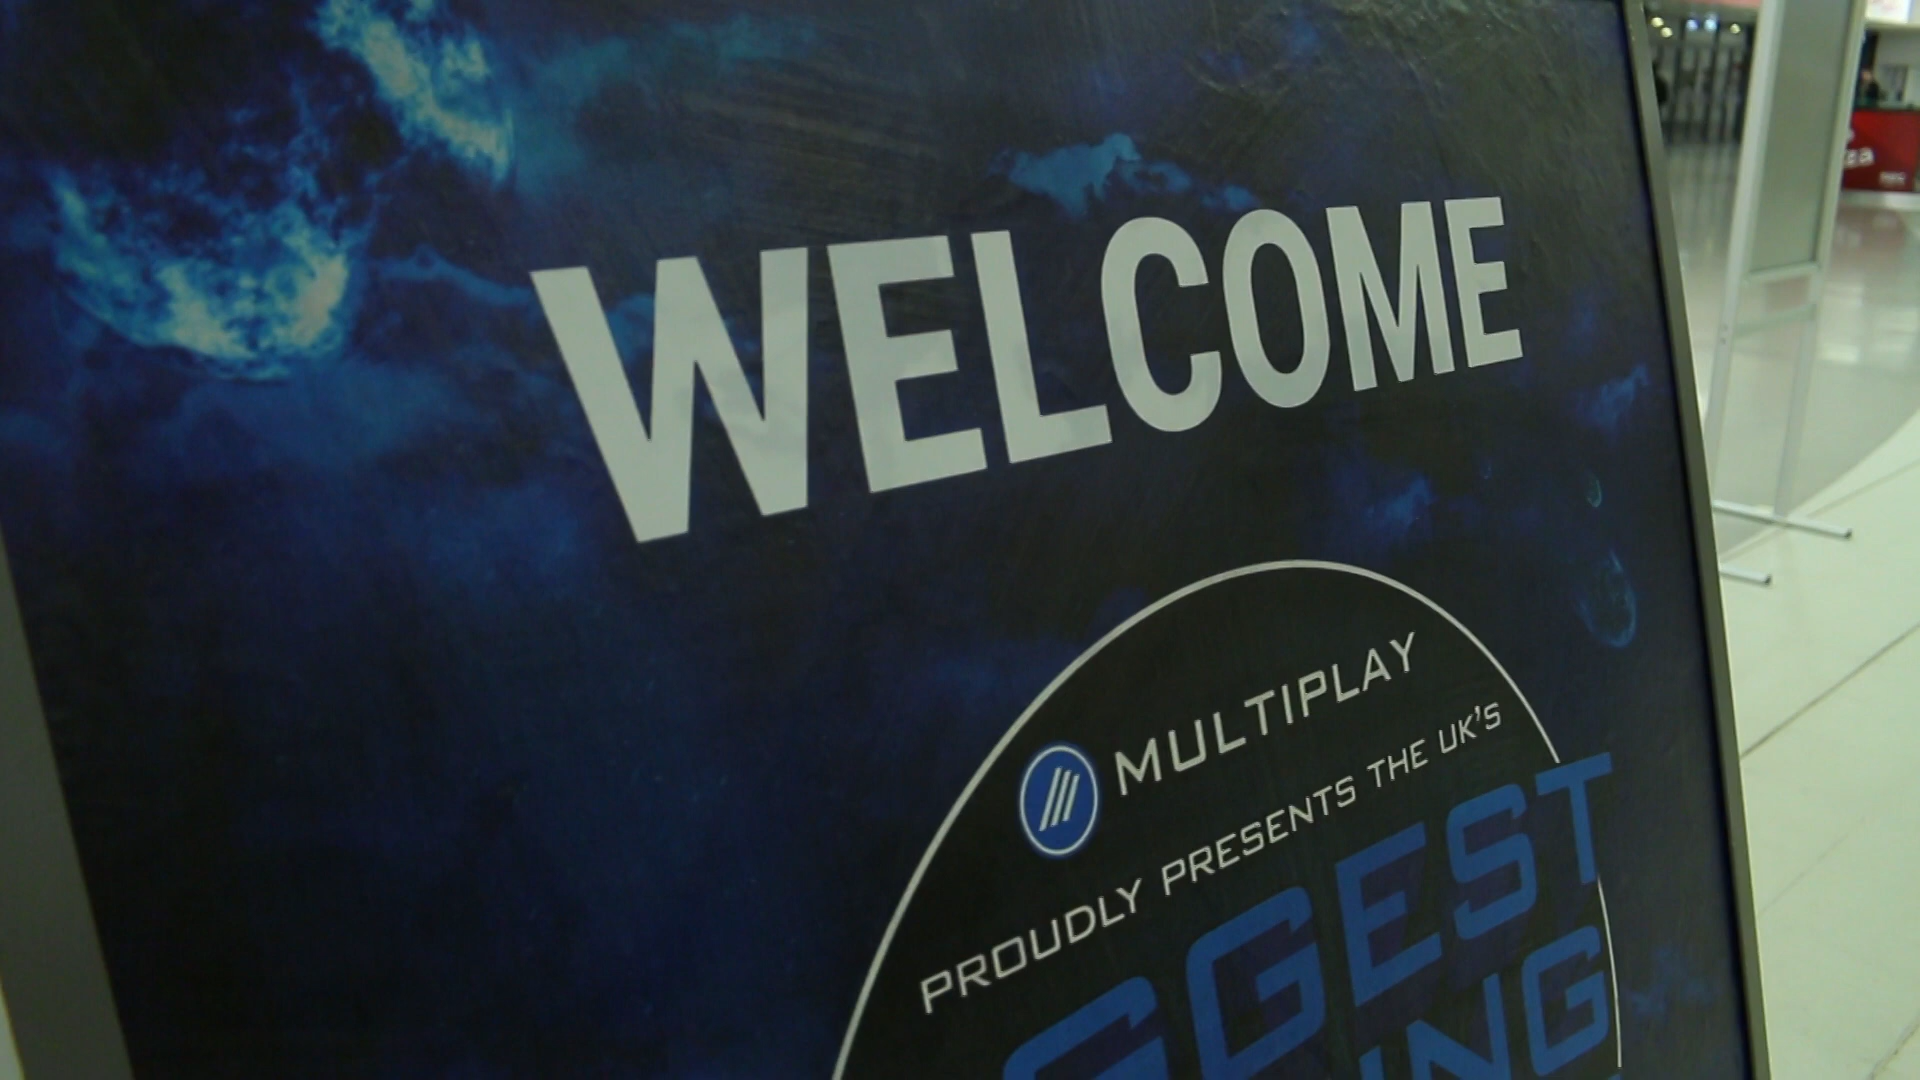 WELCOME
MULTIPLAY
PROUDLY PRESENTS THE UK'S
GGEST
ING